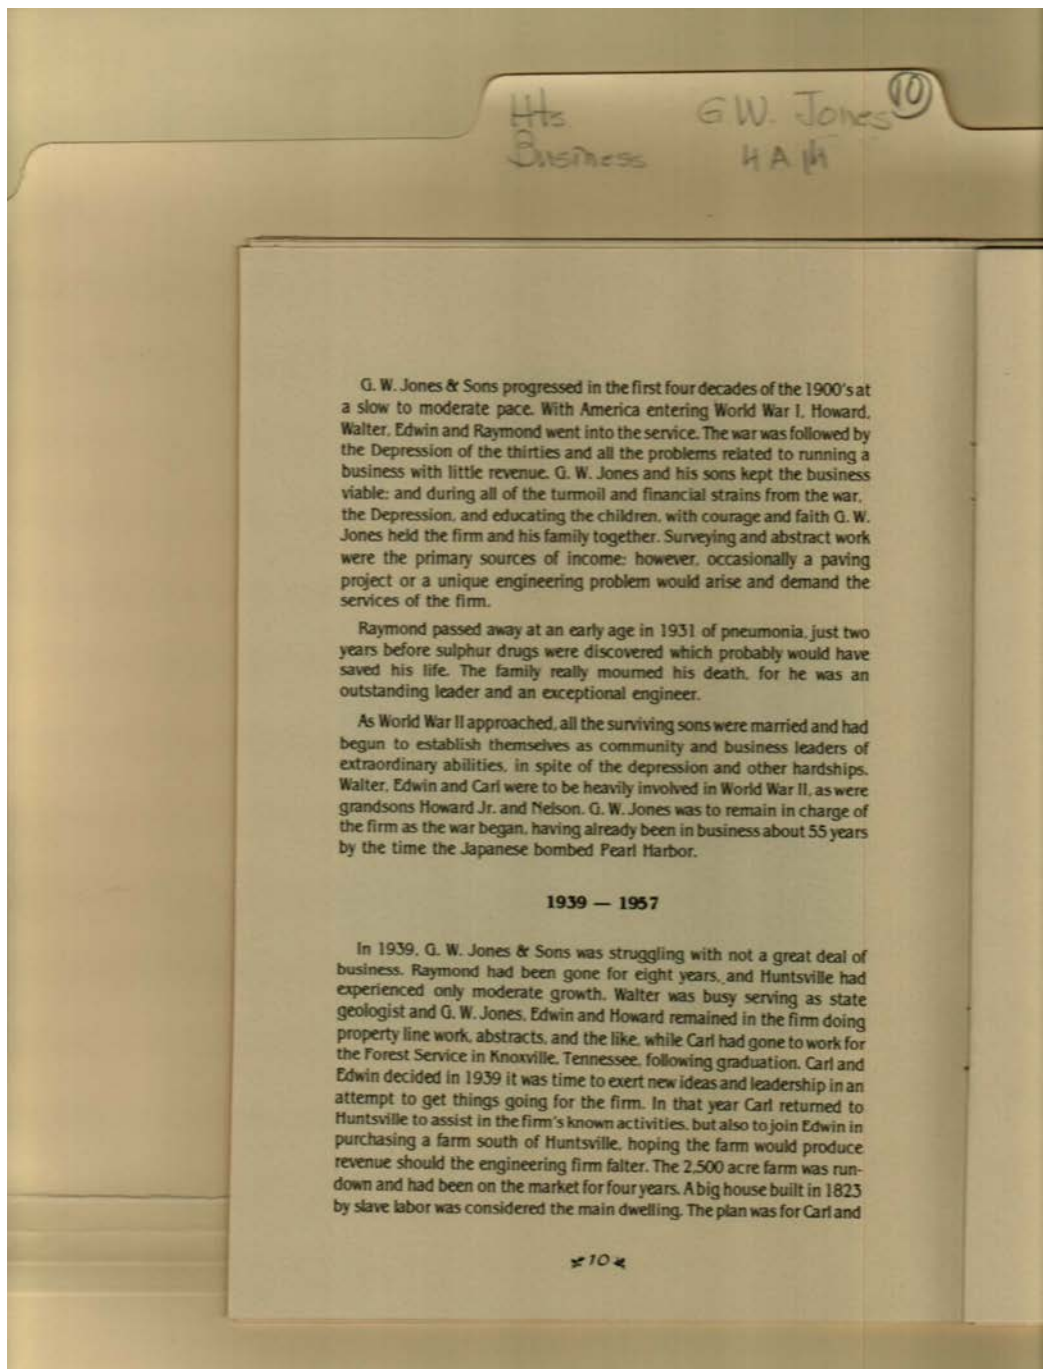 Hts. G.W. Jones 10
Business 4 A
G. W. Jones & Sons progressed in the first four decades of the 1900's at
a slow to moderate pace. With America entering World War I, Howard,
Walter, Edwin and Raymond went into the service. The war was followed by
the Depression of the thirties and all the problems related to running a
business with little revenue. G. W. Jones and his sons kept the business
viable; and during all of the turmoil and financial strains from the war,
the Depression, and educating the children, with courage and faith G. W.
Jones held the firm and his family together. Surveying and abstract work
were the primary sources of income; however, occasionally a paving
project or a unique engineering problem would arise and demand the
services of the firm.
Raymond passed away at an early age in 1931 of pneumonia, just two
years before sulphur drugs were discovered which probably would have
saved his life. The family really mourned his death, for he was an
outstanding leader and an exceptional engineer.
As World War II approached, all the surviving sons were married and had
begun to establish themselves as community and business leaders of
extraordinary abilities, in spite of the depression and other hardships.
Walter, Edwin and Carl were to be heavily involved in World War II, as were
grandsons Howard Jr. and Nelson. G. W. Jones was to remain in charge of
the firm as the war began, having already been in business about 55 years
by the time the Japanese bombed Pearl Harbor.
1939 — 1957
In 1939, G. W. Jones & Sons was struggling with not a great deal of
business. Raymond had been gone for eight years, and Huntsville had
experienced only moderate growth. Walter was busy serving as state
geologist and G. W. Jones, Edwin and Howard remained in the firm doing
property line work, abstracts, and the like, while Carl had gone to work for
the Forest Service in Knoxville, Tennessee, following graduation. Carl and
Edwin decided in 1939 it was time to exert new ideas and leadership in an
attempt to get things going for the firm. In that year Carl returned to
Huntsville to assist in the firm's known activities, but also to join Edwin in
purchasing a farm south of Huntsville, hoping the farm would produce
revenue should the engineering firm falter. The 2,500 acre farm was run-
down and had been on the market for four years. A big house built in 1823
by slave labor was considered the main dwelling. The plan was for Carl and
10